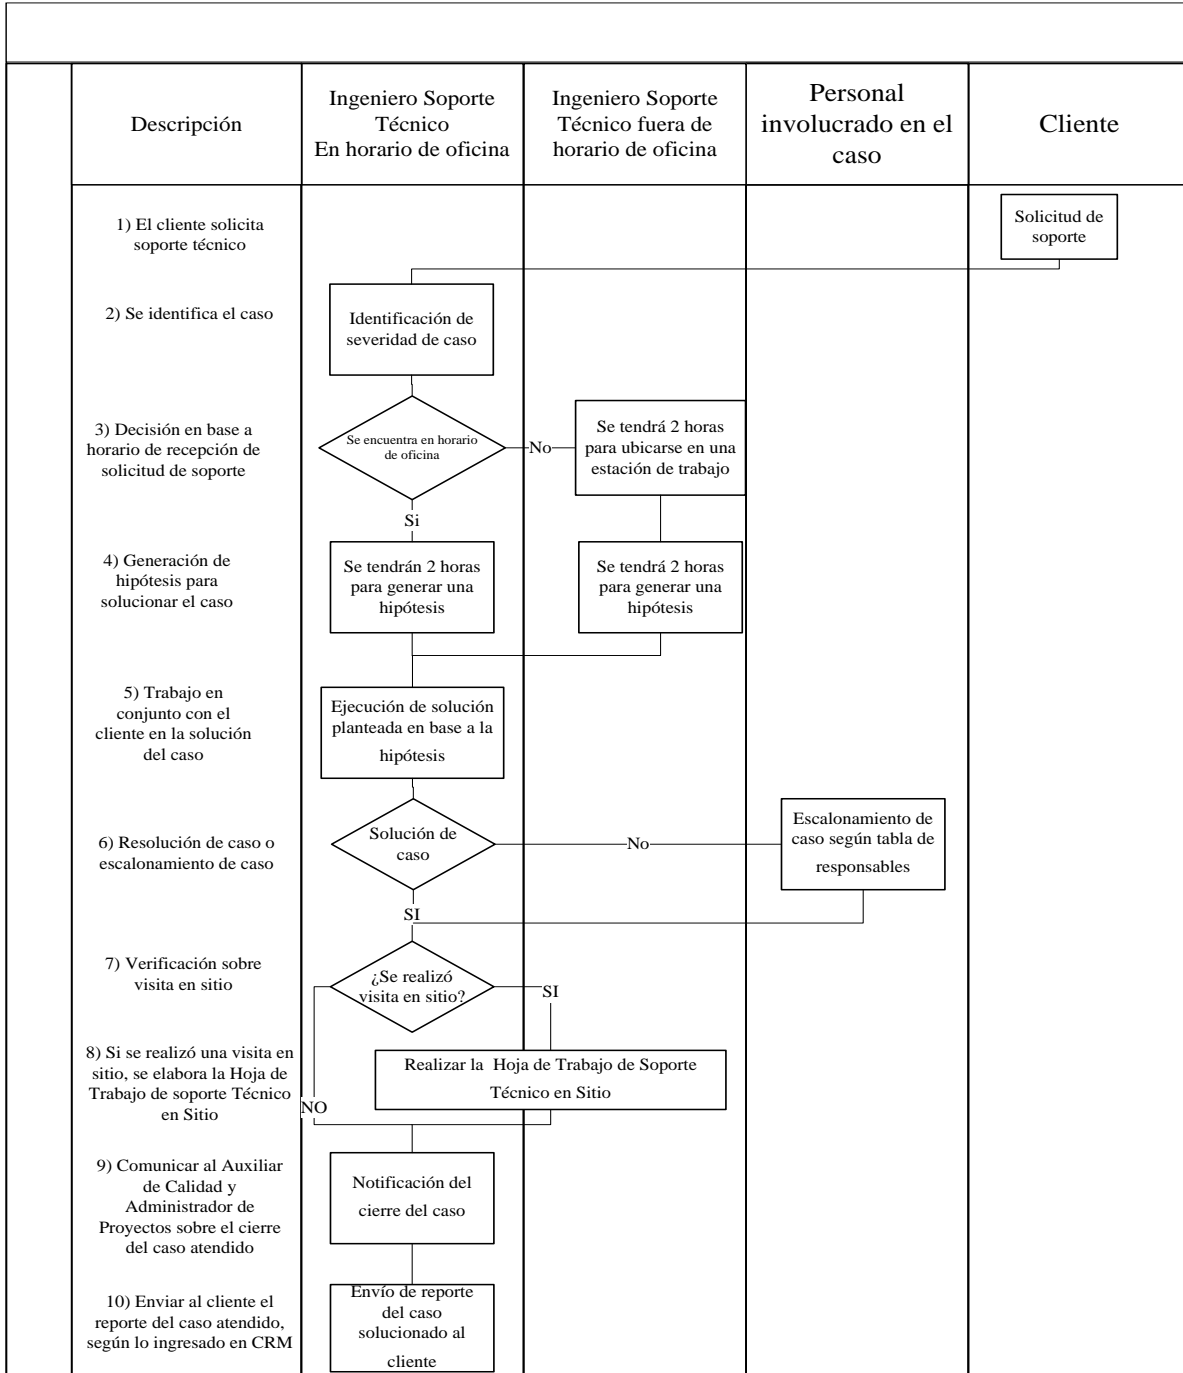 Descripción
Ingeniero Soporte
Técnico
En horario de oficina
Ingeniero Soporte
Técnico fuera de
horario de oficina
Personal
involucrado en el
caso
Cliente
1) El cliente solicita
soporte técnico
Solicitud de
soporte
2) Se identifica el caso
Identificación de
severidad de caso
3) Decisión en base a
horario de recepción de
solicitud de soporte
Se encuentra en horario
de oficina
No
Se tendrá 2 horas
para ubicarse en una
estación de trabajo
Si
4) Generación de
hipótesis para
solucionar el caso
Se tendrán 2 horas
para generar una
hipótesis
Se tendrá 2 horas
para generar una
hipótesis
5) Trabajo en
conjunto con el
cliente en la solución
del caso
Ejecución de solución
planteada en base a la
hipótesis
6) Resolución de caso o
escalonamiento de caso
Solución de
caso
No
Escalonamiento de
caso según tabla de
responsables
SI
7) Verificación sobre
visita en sitio
¿Se realizó
visita en sitio?
SI
8) Si se realizó una visita en
sitio, se elabora la Hoja de
Trabajo de soporte Técnico
en Sitio
NO
Realizar la  Hoja de Trabajo de Soporte
Técnico en Sitio
9) Comunicar al Auxiliar
de Calidad y
Administrador de
Proyectos sobre el cierre
del caso atendido
Notificación del
cierre del caso
10) Enviar al cliente el
reporte del caso atendido,
según lo ingresado en CRM
Envío de reporte
del caso
solucionado al
cliente